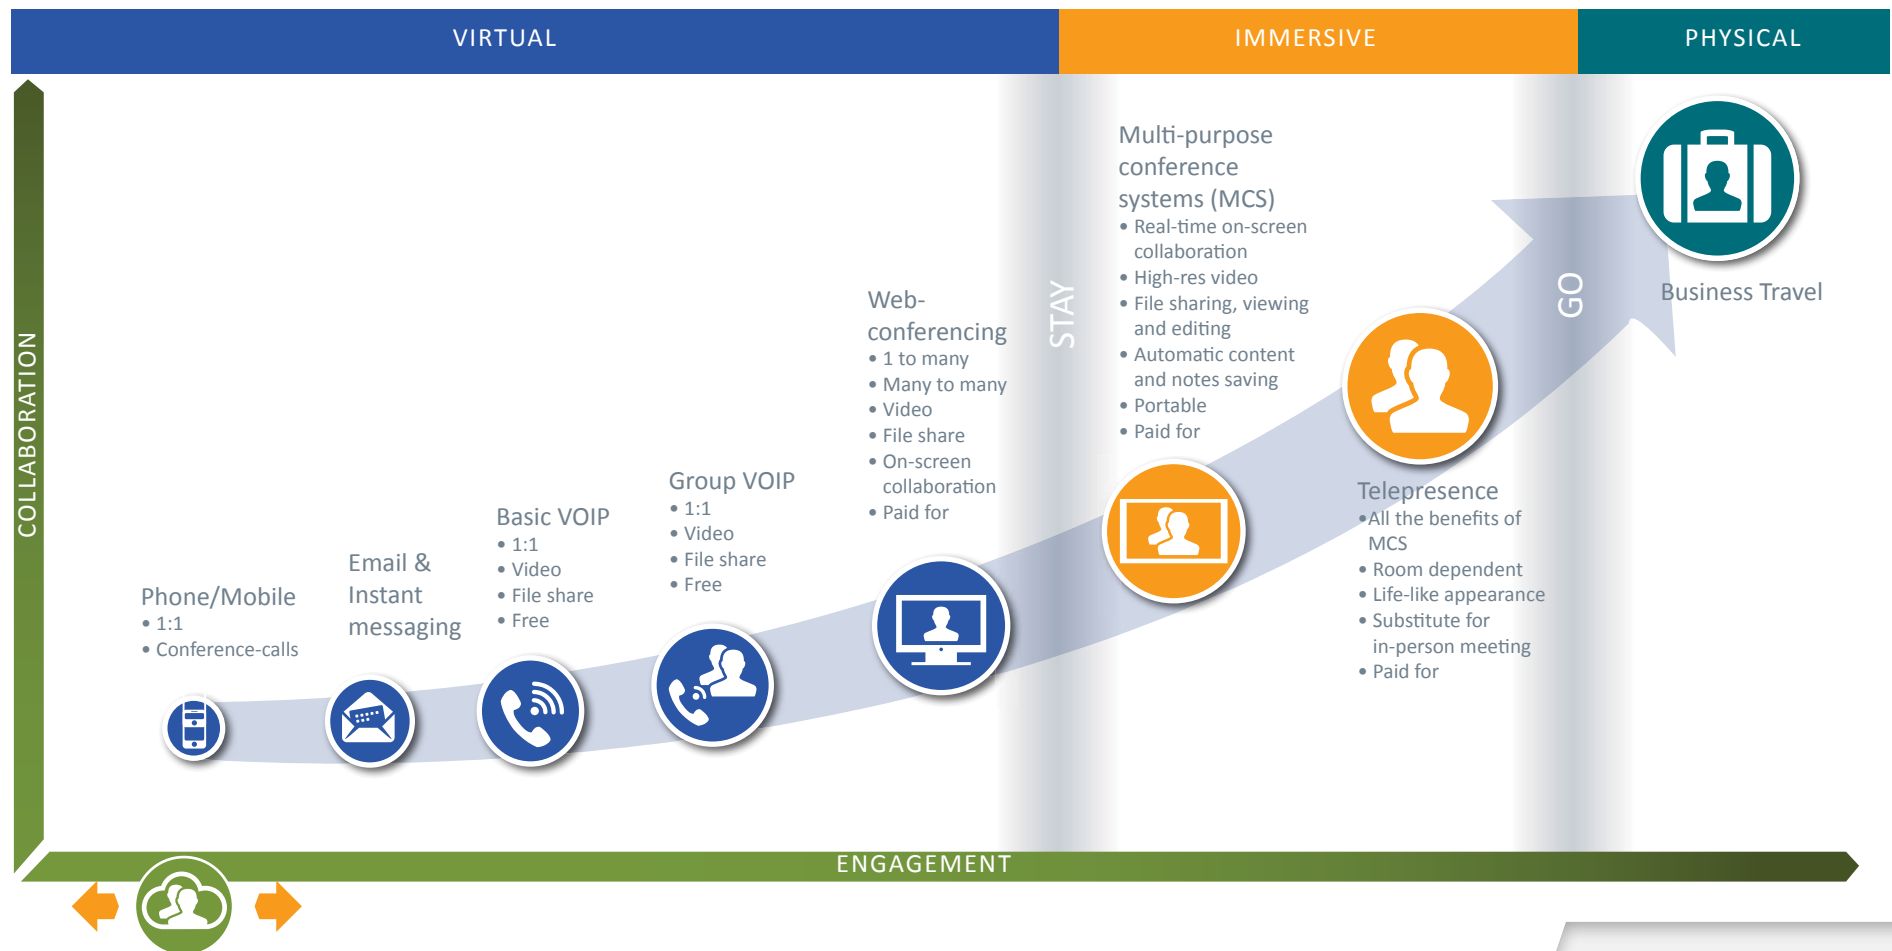 VIRTUAL
IMMERSIVE
PHYSICAL
COLLABORATION
Phone/Mobile
• 1:1
• Conference-calls
Email &
Instant
messaging
Basic VOIP
• 1:1
• Video
• File share
• Free
Group VOIP
• 1:1
• Video
• File share
• Free
Web-
conferencing
• 1 to many
• Many to many
• Video
• File share
• On-screen
collaboration
• Paid for
STAY
Multi-purpose
conference
systems (MCS)
• Real-time on-screen
collaboration
• High-res video
• File sharing, viewing
and editing
• Automatic content
and notes saving
• Portable
• Paid for
Telepresence
•All the benefits of
MCS
• Room dependent
• Life-like appearance
• Substitute for
in-person meeting
• Paid for
GO
Business Travel
ENGAGEMENT